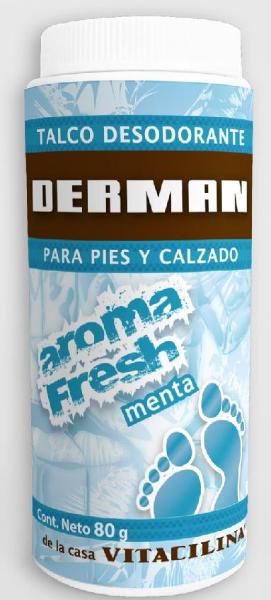 TALCO DESODORANTE
DERMAN
PARA PIES Y CALZADO
aroma
Fresh
menta
Cont. Neto 80 g
de la casa VITACILINA